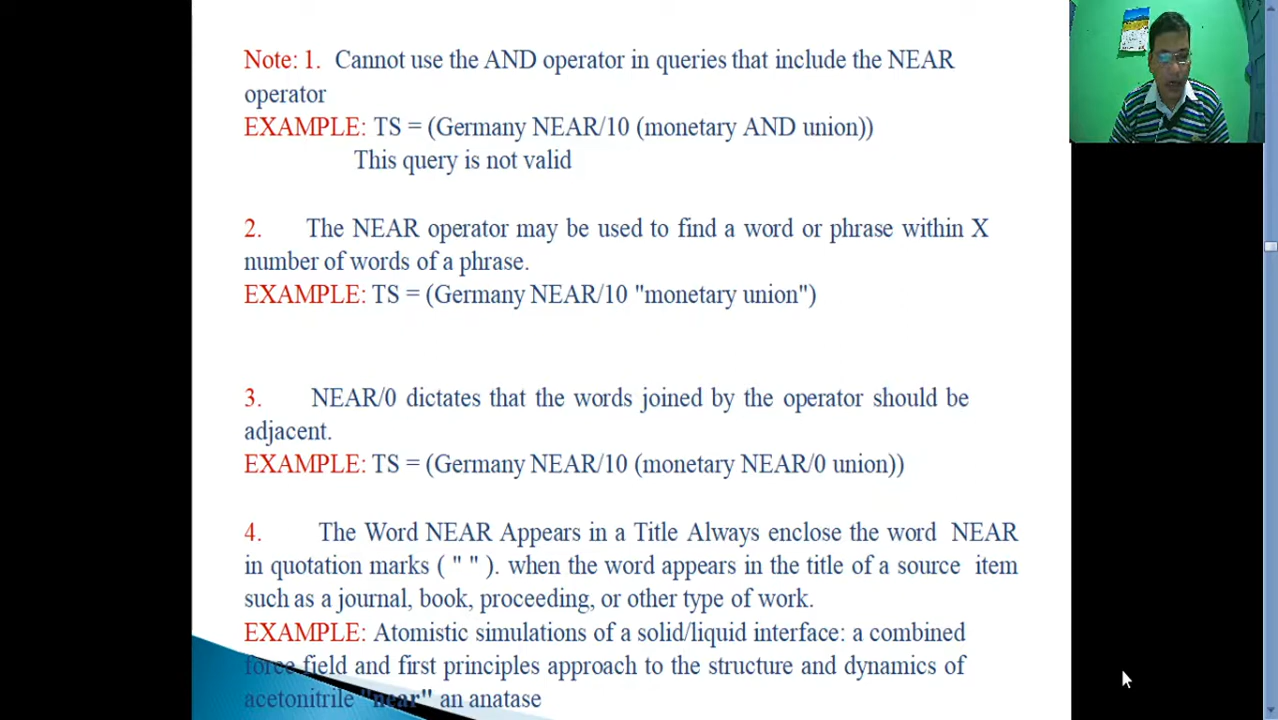 Note: 1. Cannot use the AND operator in queries that include the NEAR
operator
EXAMPLE: TS = (Germany NEAR/10 (monetary AND union))
This query is not valid
2. The NEAR operator may be used to find a word or phrase within X
number of words of a phrase.
EXAMPLE: TS = (Germany NEAR/10 "monetary union")
3. NEAR/0 dictates that the words joined by the operator should be
adjacent.
EXAMPLE: TS = (Germany NEAR/10 (monetary NEAR/0 union))
4. The Word NEAR Appears in a Title Always enclose the word NEAR
in quotation marks ( " " ). when the word appears in the title of a source item
such as a journal, book, proceeding, or other type of work.
EXAMPLE: Atomistic simulations of a solid/liquid interface: a combined
force field and first principles approach to the structure and dynamics of
acetonitrile "near" an anatase